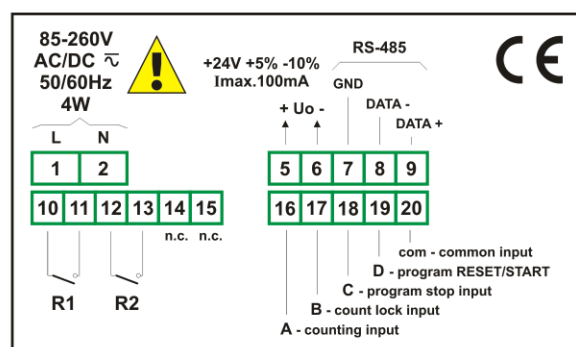 85-260V
AC/DC ⏦
50/60Hz
4W
L N
1 2
10 11 12 13 14 15
n.c. n.c.
R1 R2
!
+24V +5% -10%
Imax.100mA
+ Uo -
RS-485
GND
DATA -
DATA +
5 6 7 8 9
16 17 18 19 20
com - common input
D - program RESET/START
C - program stop input
B - count lock input
A - counting input
CE